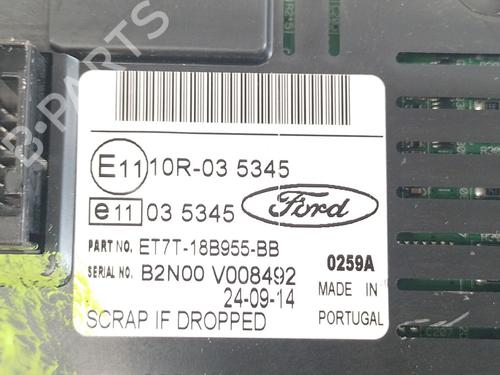 B-PARTS
E11 10R-03 5345
e11 03 5345
Ford
PART NO. ET7T-18B955-BB
SERIAL NO. B2N00 V008492
0259A
24-09-14
MADE IN
PORTUGAL
SCRAP IF DROPPED